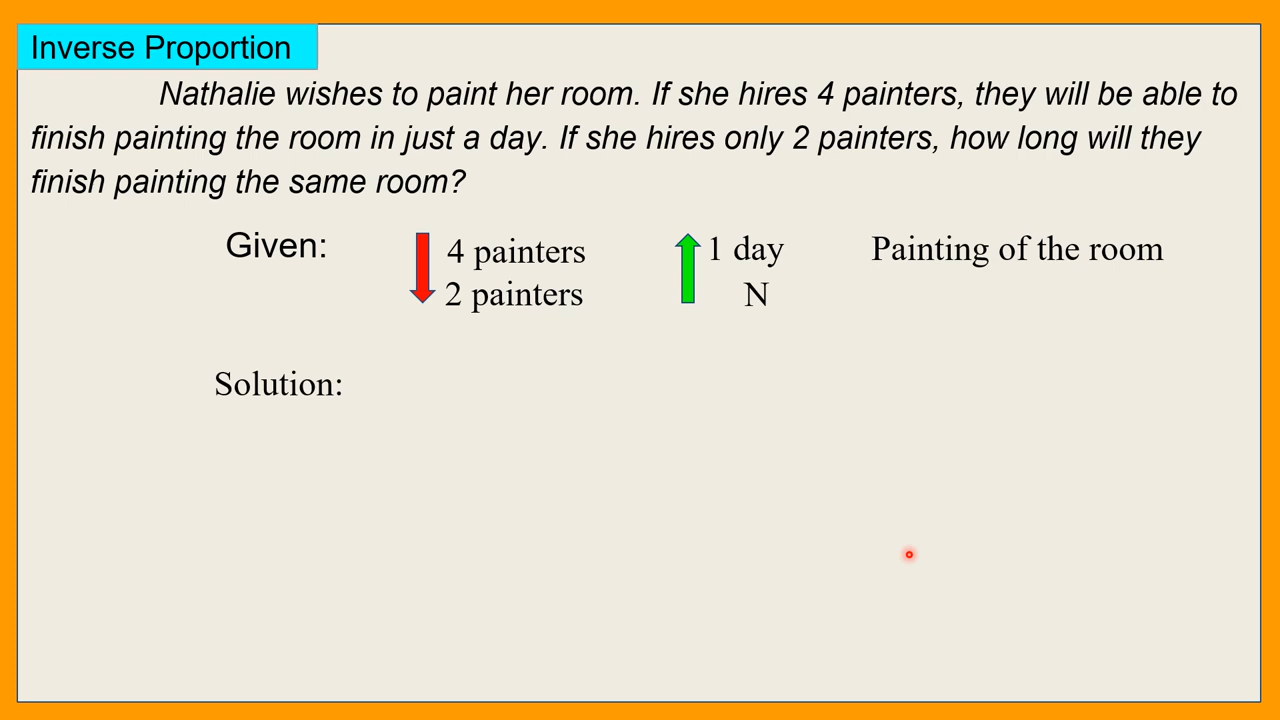 Inverse Proportion
Nathalie wishes to paint her room. If she hires 4 painters, they will be able to
finish painting the room in just a day. If she hires only 2 painters, how long will they
finish painting the same room?
Given: 4 painters 1 day Painting of the room
2 painters N
Solution: